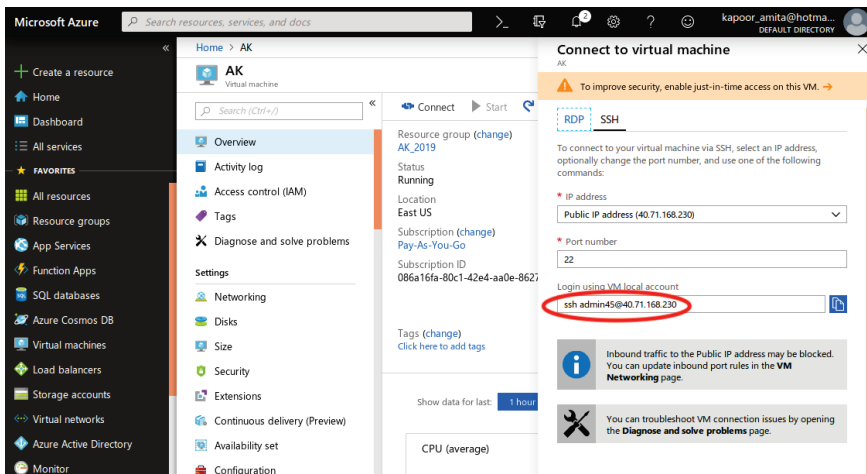 Microsoft Azure
Search resources, services, and docs
>_
2
?
kapoor_amita@hotma...
DEFAULT DIRECTORY
«
Create a resource
Home
Dashboard
All services
FAVORITES
All resources
Resource groups
App Services
Function Apps
SQL databases
Azure Cosmos DB
Virtual machines
Load balancers
Storage accounts
Virtual networks
Azure Active Directory
Monitor
Home > AK
AK
Virtual machine
Search (Ctrl+/)
«
Overview
Activity log
Access control (IAM)
Tags
Diagnose and solve problems
Settings
Networking
Disks
Size
Security
Extensions
Continuous delivery (Preview)
Availability set
Configuration
Connect
Start
Resource group (change)
AK_2019
Status
Running
Location
East US
Subscription (change)
Pay-As-You-Go
Subscription ID
086a16fa-80c1-42e4-aa0e-8627
Tags (change)
Click here to add tags
Show data for last:
1 hour
CPU (average)
Connect to virtual machine
AK
To improve security, enable just-in-time access on this VM. →
RDP
SSH
To connect to your virtual machine via SSH, select an IP address,
optionally change the port number, and use one of the following
commands:
* IP address
Public IP address (40.71.168.230)
* Port number
22
Login using VM local account
ssh admin45@40.71.168.230
Inbound traffic to the Public IP address may be blocked.
You can update inbound port rules in the VM
Networking page.
You can troubleshoot VM connection issues by opening
the Diagnose and solve problems page.